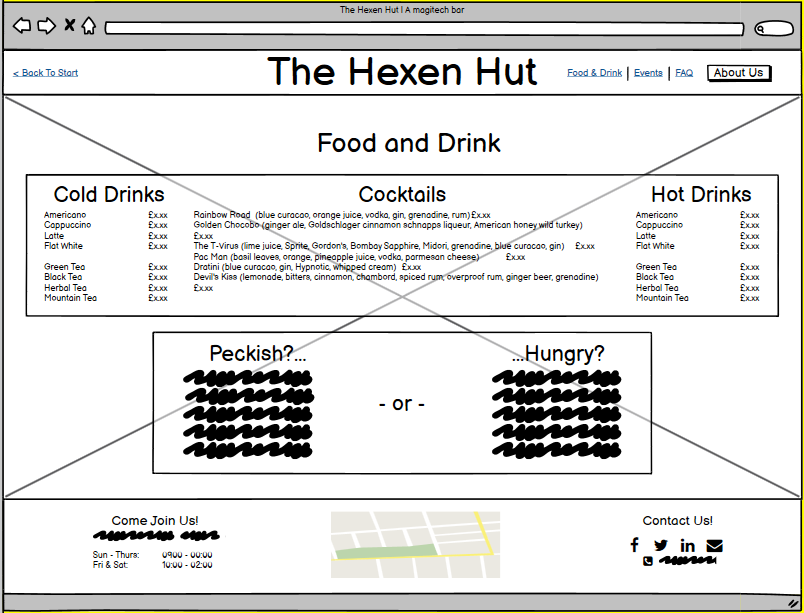 The Hexen Hut | A magitech bar
< Back To Start
The Hexen Hut
Food & Drink | Events | FAQ
About Us
Food and Drink
Cold Drinks
Americano £x.xx
Cappuccino £x.xx
Latte £x.xx
Flat White £x.xx
Green Tea £x.xx
Black Tea £x.xx
Herbal Tea £x.xx
Mountain Tea £x.xx
Cocktails
Rainbow Road (blue curacao, orange juice, vodka, gin, grenadine, rum) £x.xx
Golden Chocobo (ginger ale, Goldschlager cinnamon schnapps liqueur, American honey wild turkey)
£x.xx
The T-Virus (lime juice, Sprite, Gordon's, Bombay Sapphire, Midori, grenadine, blue curacao, gin) £x.xx
Pac Man (basil leaves, orange, pineapple juice, vodka, parmesan cheese) £x.xx
Dratini (blue curacao, gin, Hypnotic, whipped cream) £x.xx
Devil's Kiss (lemonade, bitters, cinnamon, chambord, spiced rum, overproof rum, ginger beer, grenadine)
£x.xx
Hot Drinks
Americano £x.xx
Cappuccino £x.xx
Latte £x.xx
Flat White £x.xx
Green Tea £x.xx
Black Tea £x.xx
Herbal Tea £x.xx
Mountain Tea £x.xx
Peckish?...
- or -
...Hungry?
Come Join Us!
Sun - Thurs: 0900 - 00:00
Fri & Sat: 10:00 - 02:00
Contact Us!